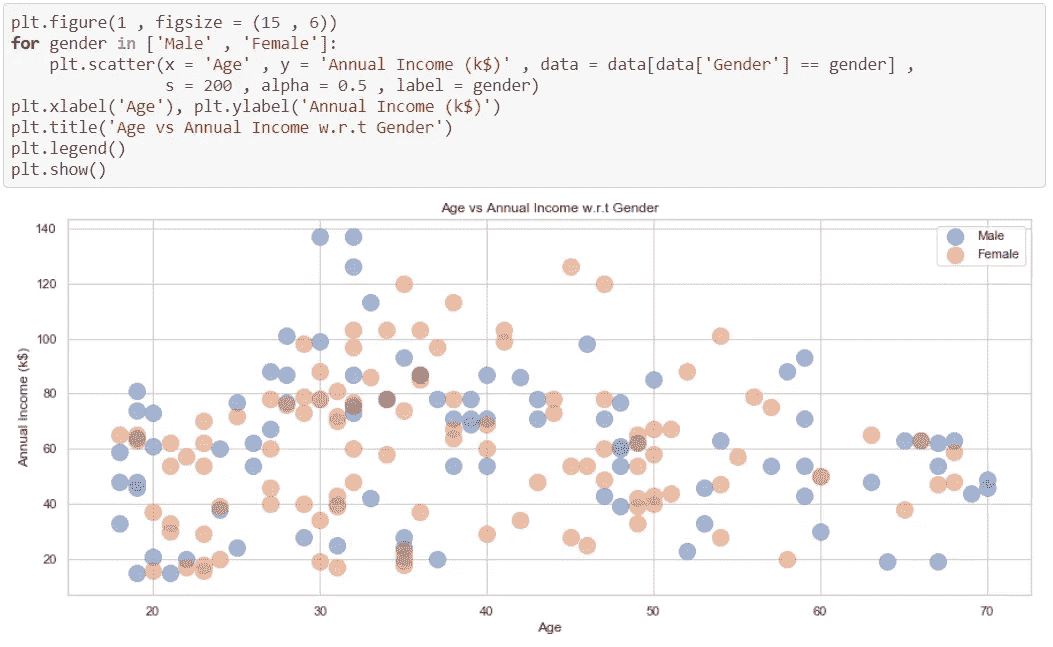 plt.figure(1 , figsize = (15 , 6))
for gender in ['Male' , 'Female']:
    plt.scatter(x = 'Age' , y = 'Annual Income (k$)' , data = data[data['Gender'] == gender] ,
                s = 200 , alpha = 0.5 , label = gender)
plt.xlabel('Age'), plt.ylabel('Annual Income (k$)')
plt.title('Age vs Annual Income w.r.t Gender')
plt.legend()
plt.show()
Age vs Annual Income w.r.t Gender
Male
Female
Annual Income (k$)
140
120
100
80
60
40
20
20 30 40 50 60 70
Age